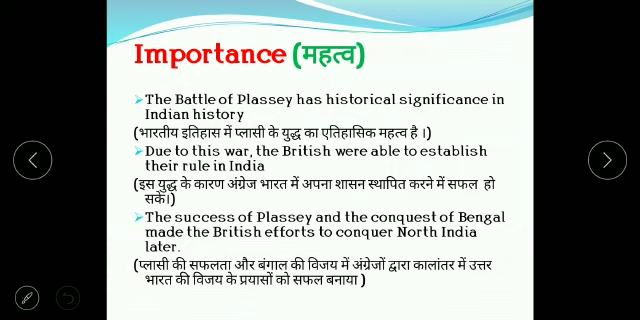 Importance (महत्व)
The Battle of Plassey has historical significance in
Indian history
(भारतीय इतिहास में प्लासी के युद्ध का एतिहासिक महत्व है ।)
Due to this war, the British were able to establish
their rule in India
(इस युद्ध के कारण अंग्रेज भारत में अपना शासन स्थापित करने में सफल हो
सके।)
The success of Plassey and the conquest of Bengal
made the British efforts to conquer North India
later.
(प्लासी की सफलता और बंगाल की विजय में अंग्रेजों द्वारा कालांतर में उत्तर
भारत की विजय के प्रयासों को सफल बनाया )